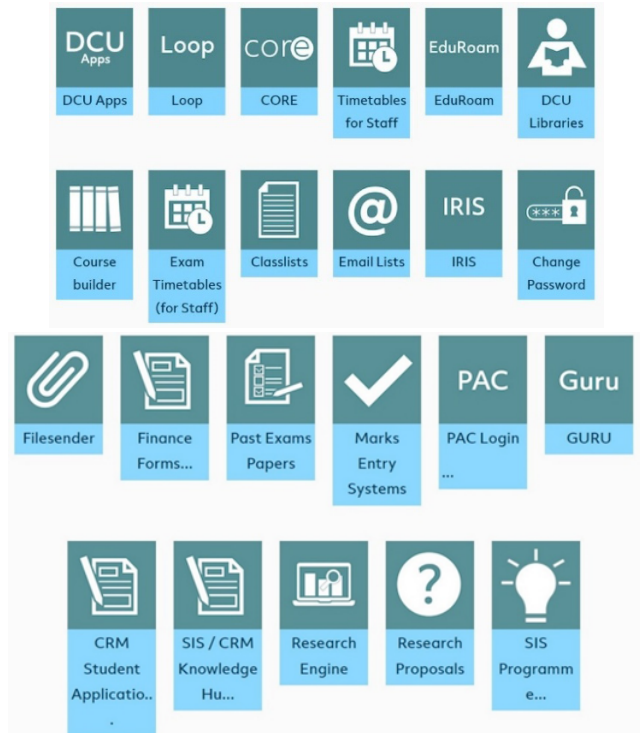 DCU
Apps
DCU Apps
Loop
Loop
core
CORE
Timetables
for Staff
EduRoam
EduRoam
DCU
Libraries
Course
builder
Exam
Timetables
(for Staff)
Classlists
@
Email Lists
IRIS
IRIS
***
Change
Password
Filesender
Finance
Forms...
Past Exams
Papers
Marks
Entry
Systems
PAC
PAC Login
...
Guru
GURU
CRM
Student
Applicatio..
.
SIS / CRM
Knowledge
Hu...
Research
Engine
?
Research
Proposals
SIS
Programm
e...